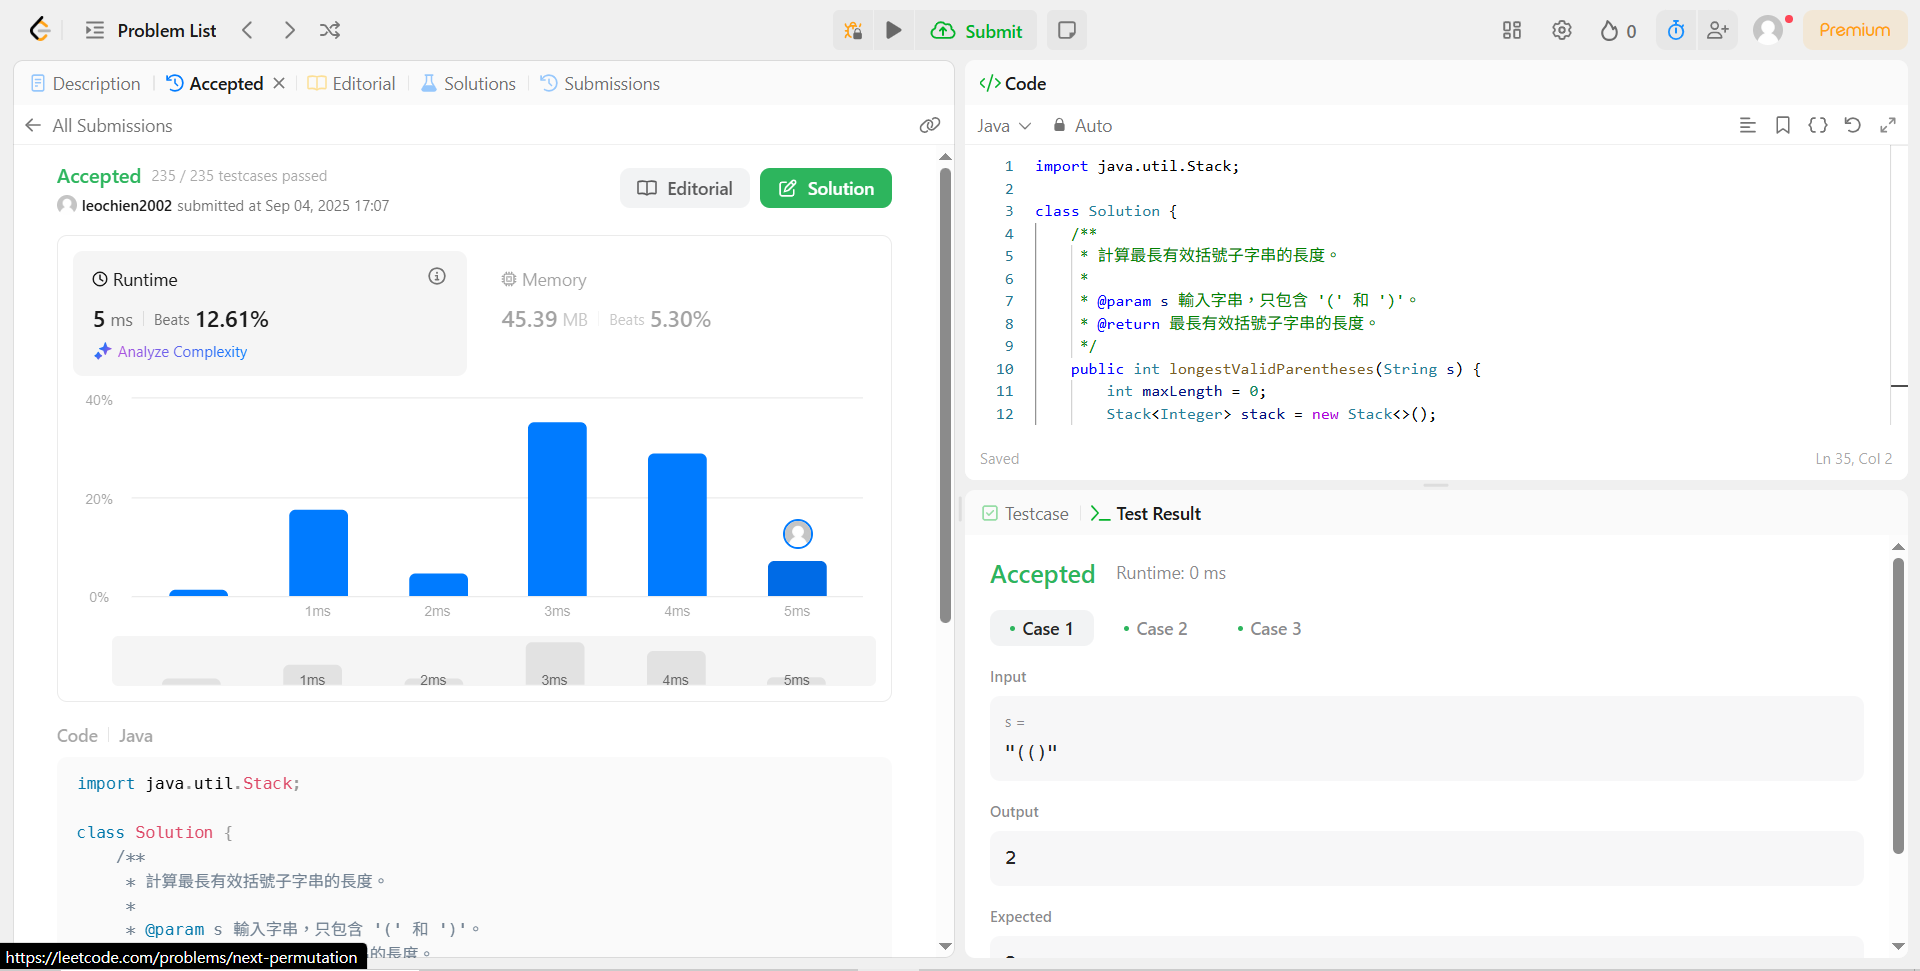 Problem List
Submit
0
Premium
Description
Accepted
Editorial
Solutions
Submissions
All Submissions
Accepted 235 / 235 testcases passed
leochien2002 submitted at Sep 04, 2025 17:07
Editorial
Solution
Runtime
5 ms Beats 12.61%
Analyze Complexity
Memory
45.39 MB Beats 5.30%
40%
20%
0%
1ms 2ms 3ms 4ms 5ms
1ms 2ms 3ms 4ms 5ms
Code Java
import java.util.Stack;
class Solution {
/**
* 計算最長有效括號子字串的長度。
*
* @param s 輸入字串，只包含 '(' 和 ')'。
的長度。
https://leetcode.com/problems/next-permutation
Code
Java
Auto
1 import java.util.Stack;
2
3 class Solution {
4 /**
5 * 計算最長有效括號子字串的長度。
6 *
7 * @param s 輸入字串，只包含 '(' 和 ')'。
8 * @return 最長有效括號子字串的長度。
9 */
10 public int longestValidParentheses(String s) {
11 int maxLength = 0;
12 Stack<Integer> stack = new Stack<>();
Saved
Ln 35, Col 2
Testcase
Test Result
Accepted Runtime: 0 ms
Case 1 Case 2 Case 3
Input
s =
"(()"
Output
2
Expected